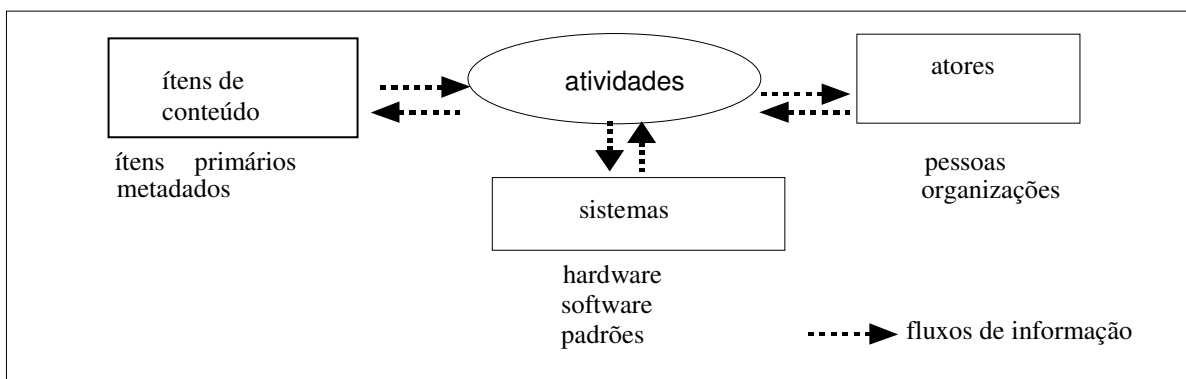 ítens de
conteúdo
atividades
atores
ítens primários
metadados
pessoas
organizações
sistemas
hardware
software
padrões
fluxos de informação